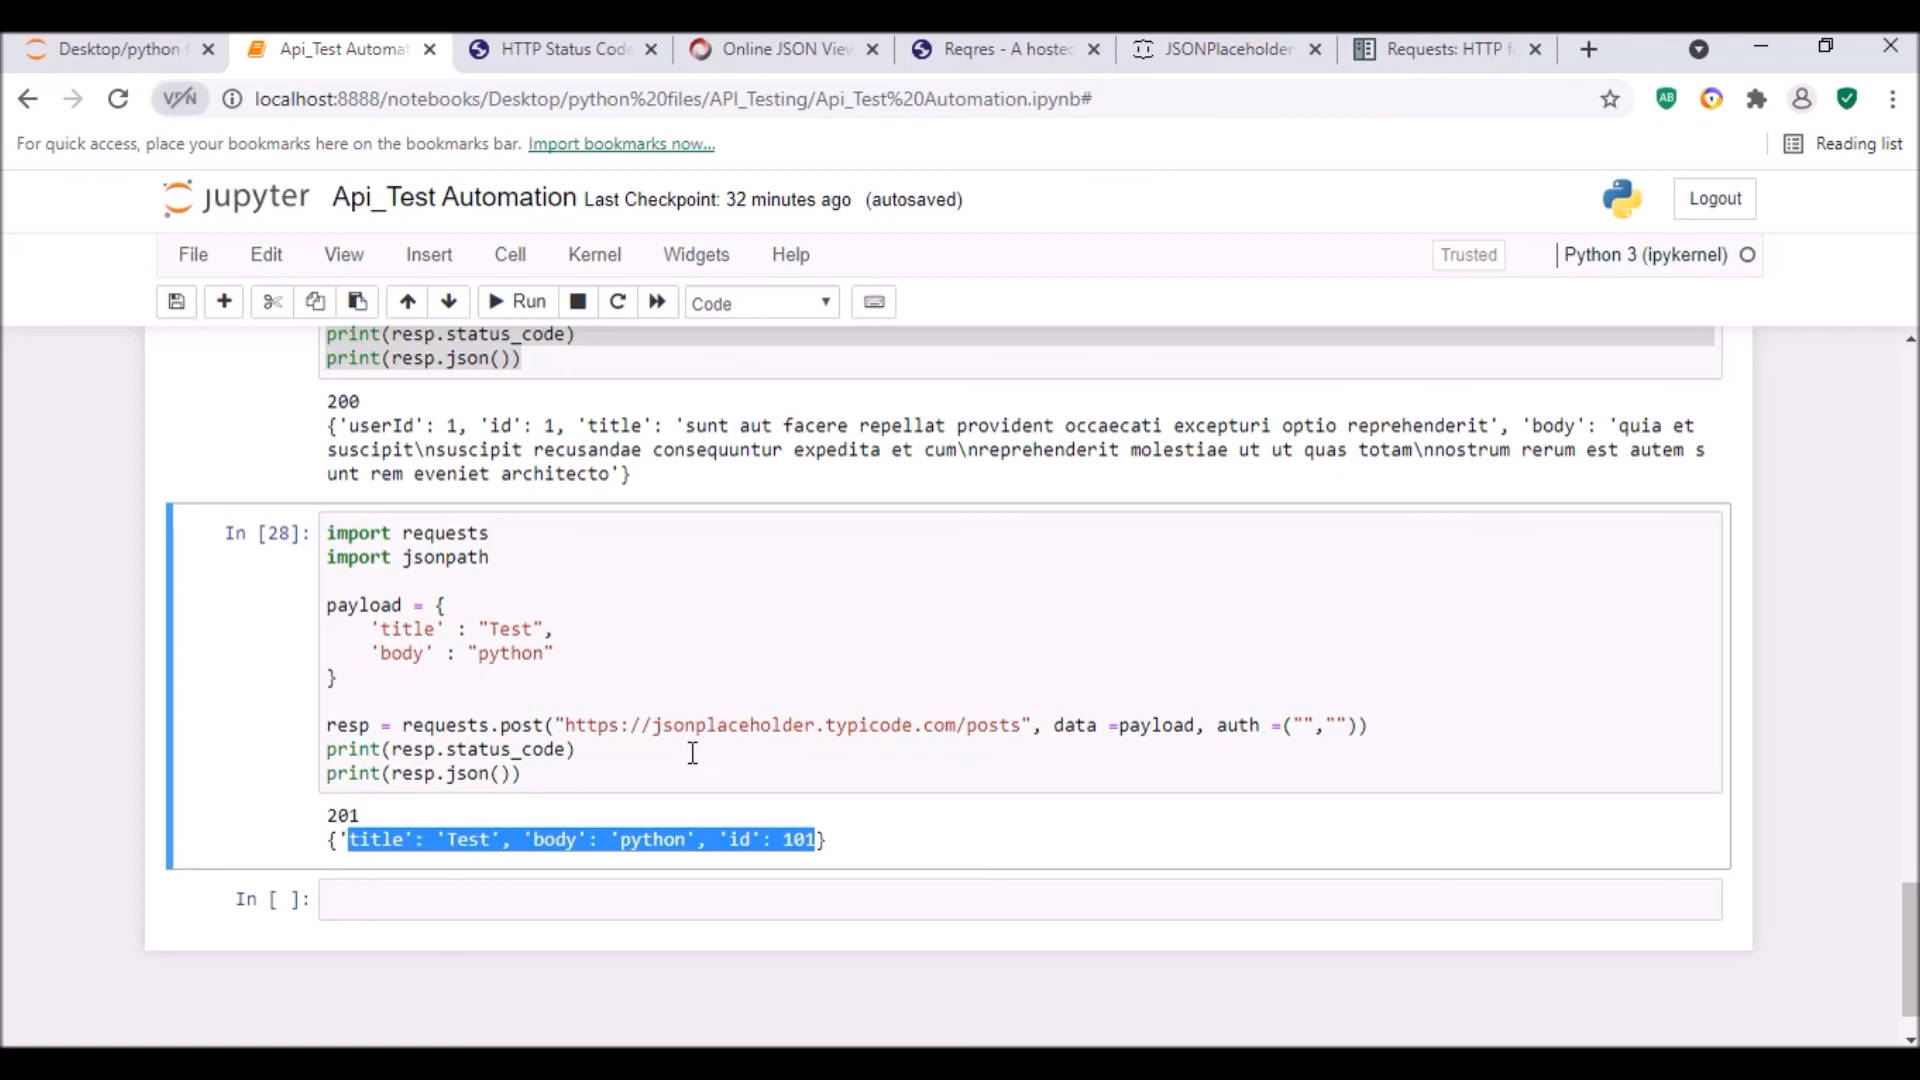 Desktop/python f
Api_Test Automat
HTTP Status Code
Online JSON View
Reqres - A hosted
JSONPlaceholder
Requests: HTTP fo
VPN
localhost:8888/notebooks/Desktop/python%20files/API_Testing/Api_Test%20Automation.ipynb#
AB
For quick access, place your bookmarks here on the bookmarks bar. Import bookmarks now...
Reading list
jupyter Api_Test Automation Last Checkpoint: 32 minutes ago (autosaved)
Logout
File Edit View Insert Cell Kernel Widgets Help
Trusted
Python 3 (ipykernel)
Run
Code
print(resp.status_code)
print(resp.json())
200
{'userId': 1, 'id': 1, 'title': 'sunt aut facere repellat provident occaecati excepturi optio reprehenderit', 'body': 'quia et
suscipit\nsuscipit recusandae consequuntur expedita et cum\nreprehenderit molestiae ut ut quas totam\nnostrum rerum est autem s
unt rem eveniet architecto'}
In [28]:
import requests
import jsonpath
payload = {
'title' : "Test",
'body' : "python"
}
resp = requests.post("https://jsonplaceholder.typicode.com/posts", data =payload, auth =("",""))
print(resp.status_code)
print(resp.json())
201
{'title': 'Test', 'body': 'python', 'id': 101}
In [ ]: